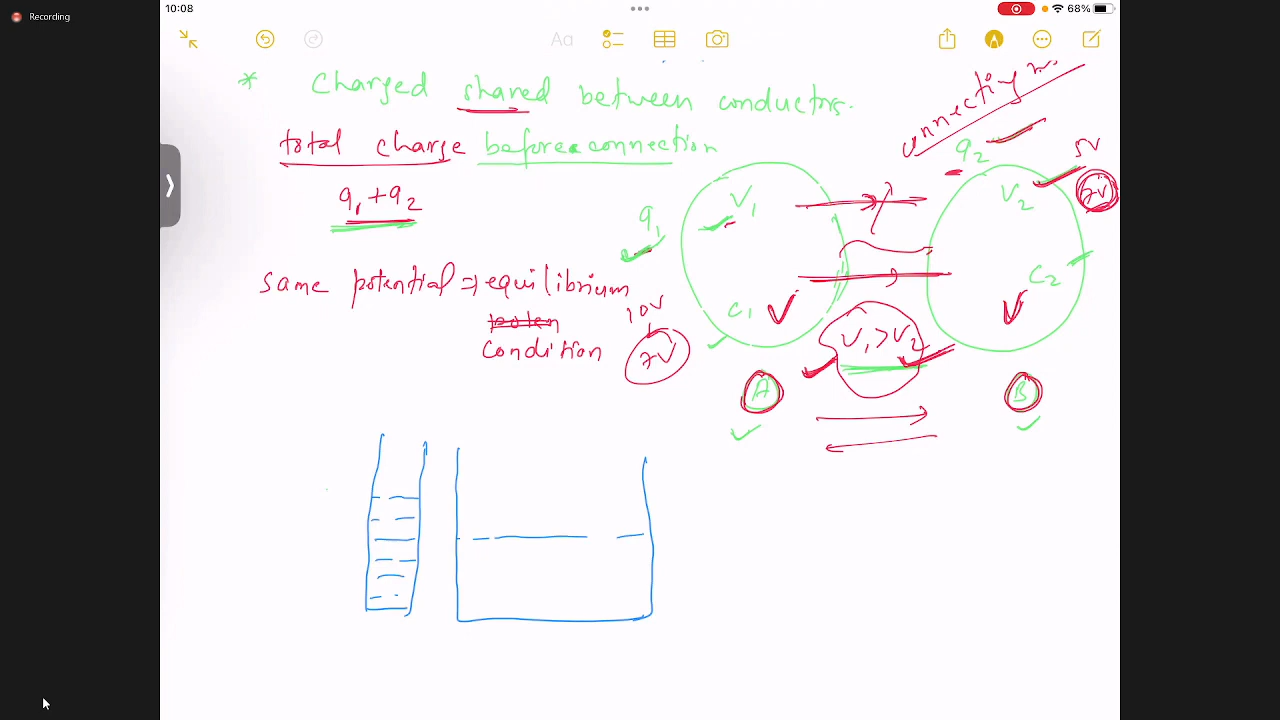 Recording
10:08
68%
Aa
* Charged shared between conductors.
total charge before connection
q1 + q2
connecting
q1
V1
C1
q2
V2
C2
5V
7V
same potential ⇒ equilibrium
condition
10V
7V
V
V
V1 > V2
A
B